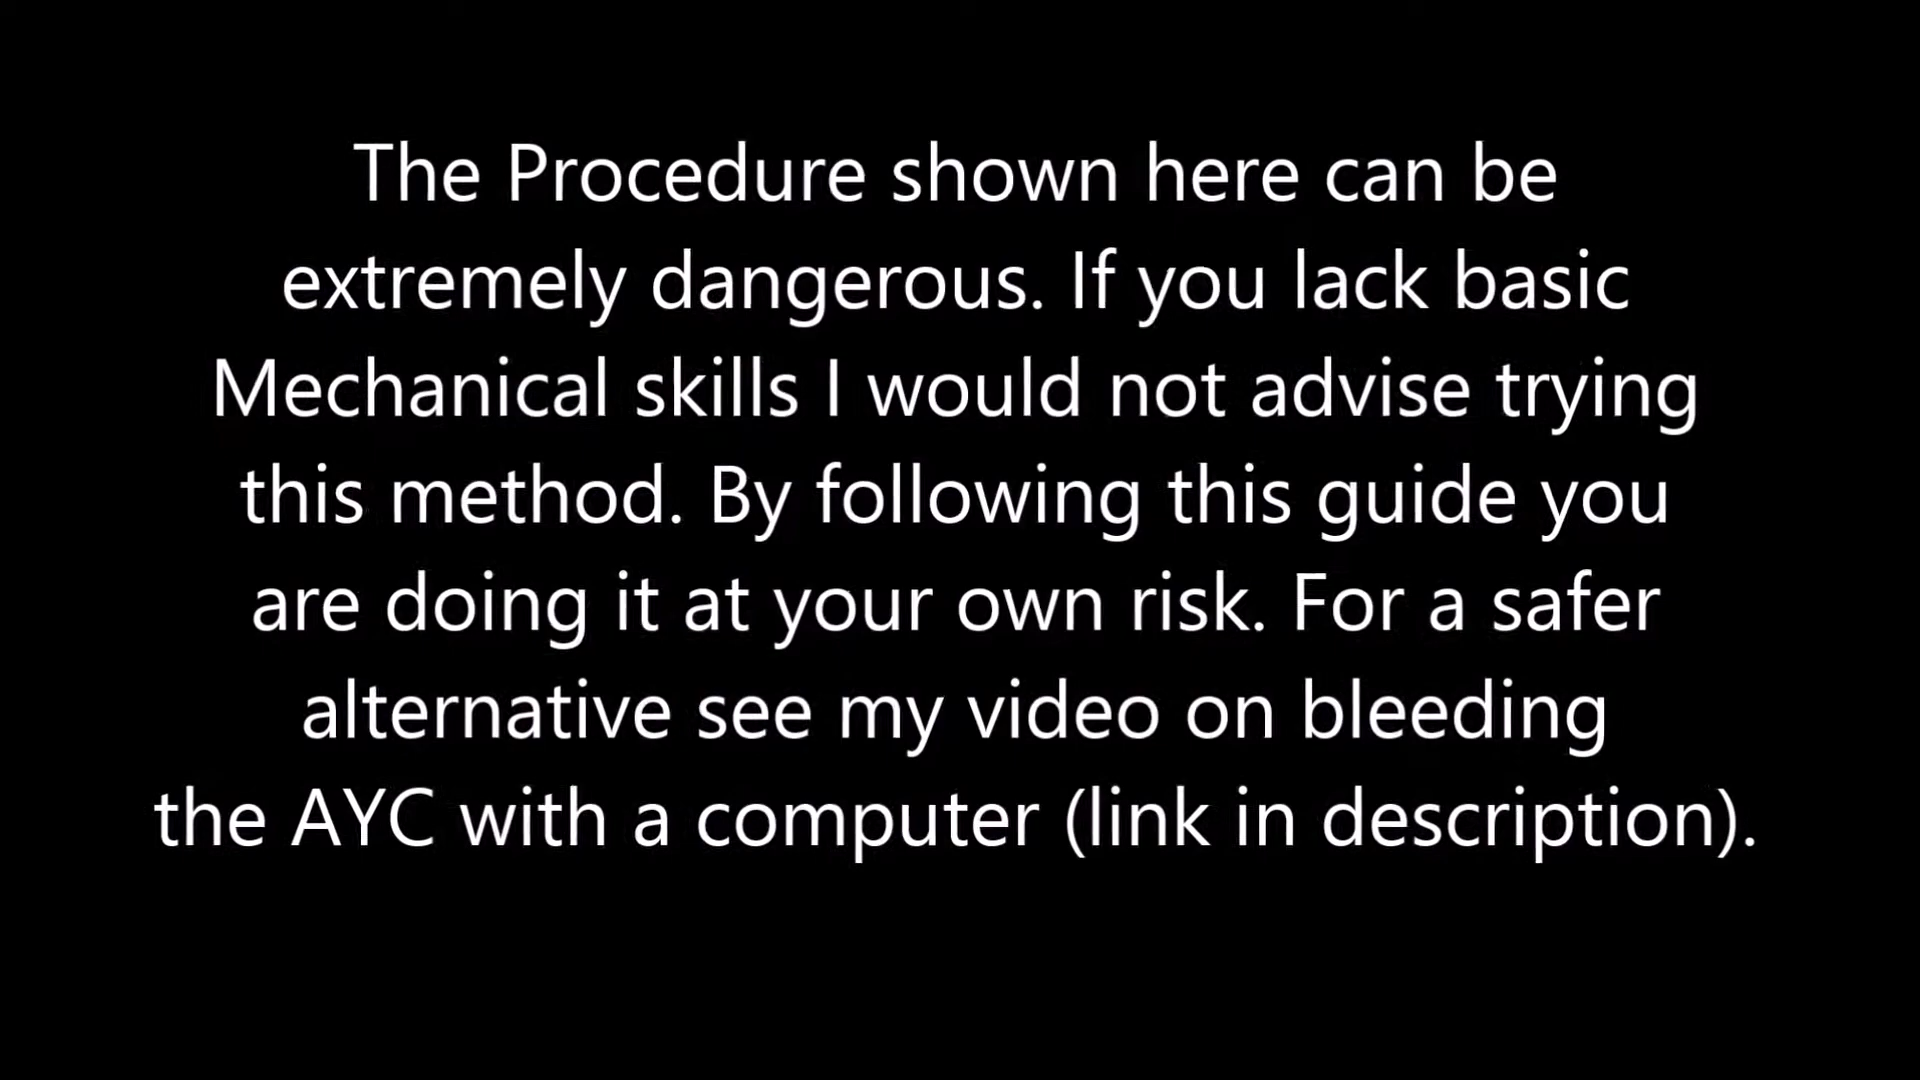 The Procedure shown here can be
extremely dangerous. If you lack basic
Mechanical skills I would not advise trying
this method. By following this guide you
are doing it at your own risk. For a safer
alternative see my video on bleeding
the AYC with a computer (link in description).